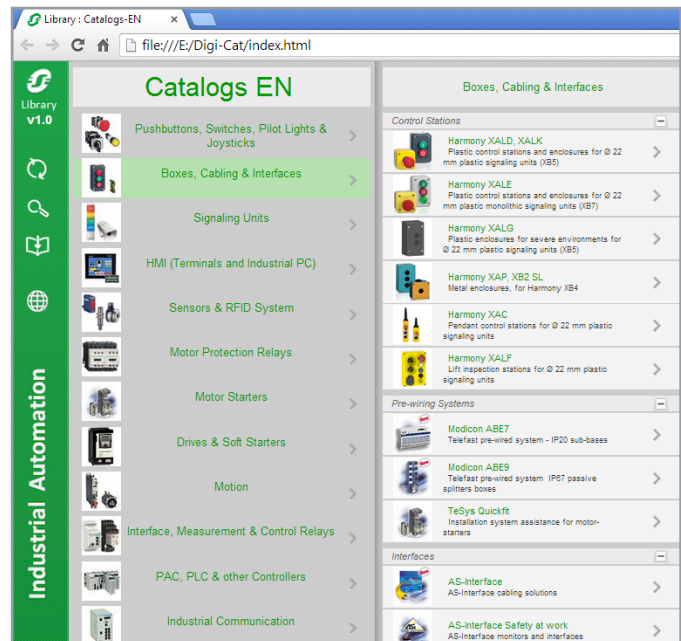 Library : Catalogs-EN
file:///E:/Digi-Cat/index.html
Library
v1.0
Industrial Automation
Catalogs EN
Pushbuttons, Switches, Pilot Lights &
Joysticks
Boxes, Cabling & Interfaces
Signaling Units
HMI (Terminals and Industrial PC)
Sensors & RFID System
Motor Protection Relays
Motor Starters
Drives & Soft Starters
Motion
Interface, Measurement & Control Relays
PAC, PLC & other Controllers
Industrial Communication
Boxes, Cabling & Interfaces
Control Stations
Harmony XALD, XALK
Plastic control stations and enclosures for Ø 22
mm plastic signaling units (XB5)
Harmony XALE
Plastic control stations and enclosures for Ø 22
mm plastic monolithic signaling units (XB7)
Harmony XALG
Plastic enclosures for severe environments for
Ø 22 mm plastic signaling units (XB5)
Harmony XAP, XB2 SL
Metal enclosures, for Harmony XB4
Harmony XAC
Pendant control stations for Ø 22 mm plastic
signaling units
Harmony XALF
Lift inspection stations for Ø 22 mm plastic
signaling units
Pre-wiring Systems
New
Modicon ABE7
Telefast pre-wired system - IP20 sub-bases
New
Modicon ABE9
Telefast pre-wired system IP67 passive
splitters boxes
TeSys Quickfit
Installation system assistance for motor-
starters
Interfaces
New
AS-Interface
AS-Interface cabling solutions
AS-Interface Safety at work
AS-Interface monitors and interfaces